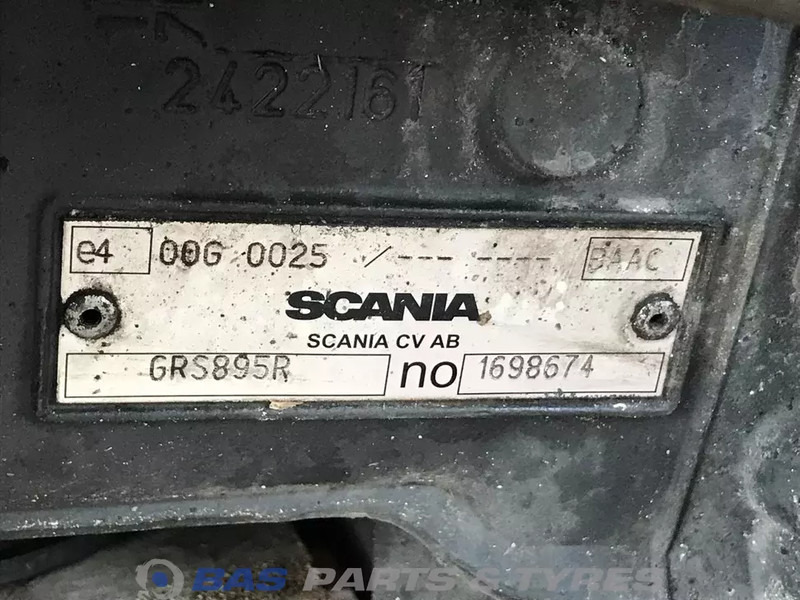 2422161
e4 00G 0025 /--- ---- BAAC
SCANIA
SCANIA CV AB
GRS895R no 1698674
BAS PARTS & TYRES